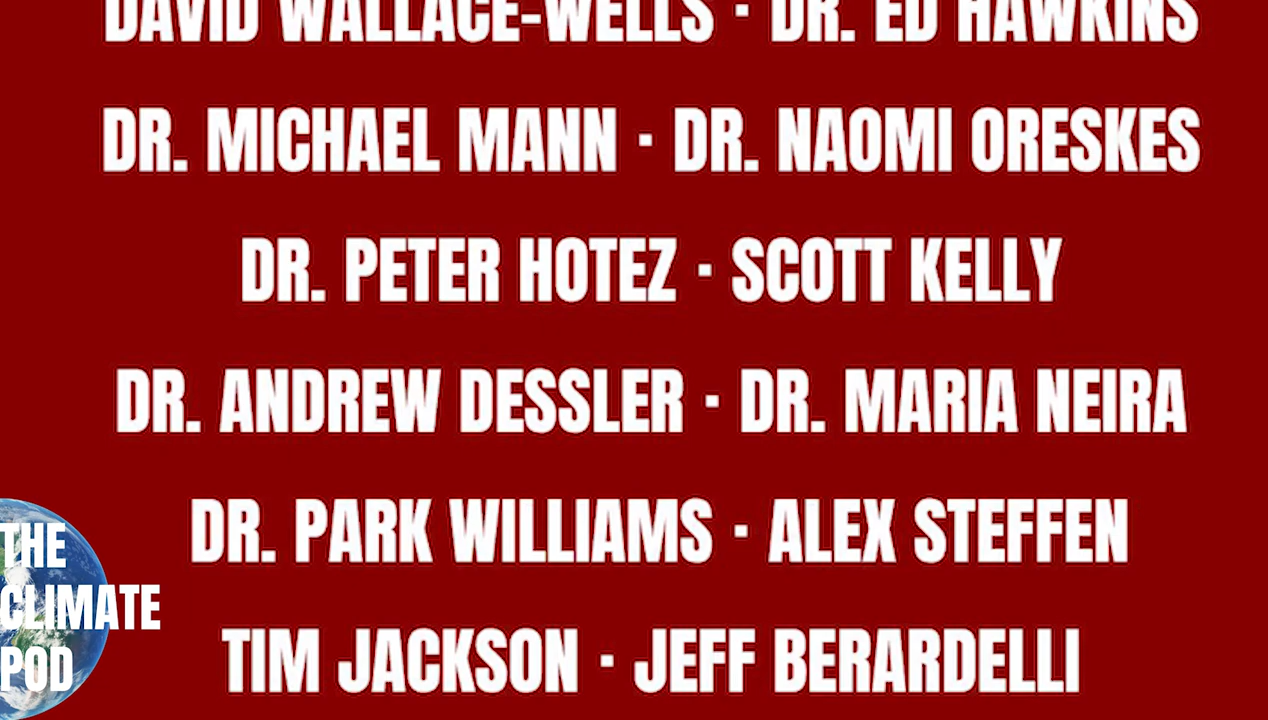 DAVID WALLACE-WELLS · DR. ED HAWKINS
DR. MICHAEL MANN · DR. NAOMI ORESKES
DR. PETER HOTEZ · SCOTT KELLY
DR. ANDREW DESSLER · DR. MARIA NEIRA
DR. PARK WILLIAMS · ALEX STEFFEN
TIM JACKSON · JEFF BERARDELLI
THE
CLIMATE
POD